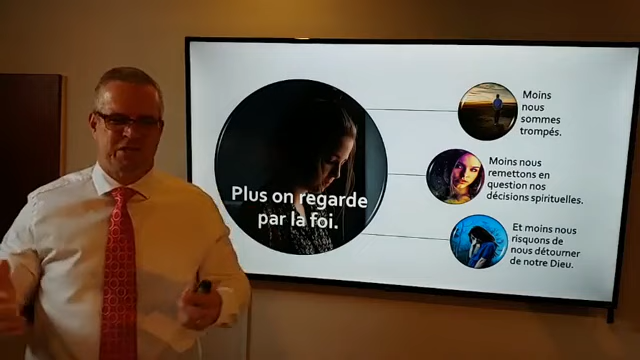 Plus on regarde
par la foi.
Moins
nous
sommes
trompés.
Moins nous
remettons en
question nos
décisions spirituelles.
Et moins nous
risquons de
nous détourner
de notre Dieu.